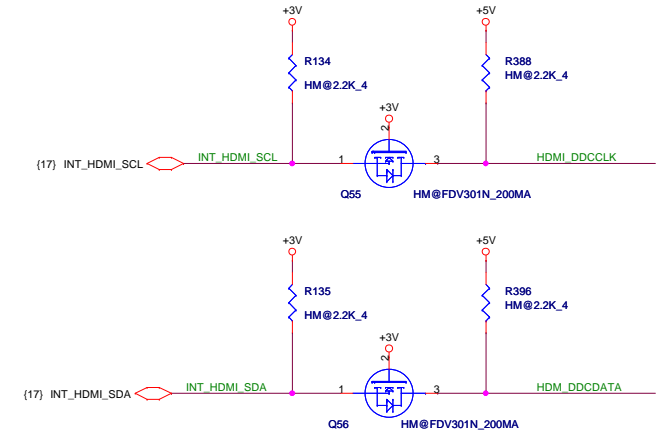 +3V
+5V
R134
HM@2.2K_4
R388
HM@2.2K_4
+3V
2
{17} INT_HDMI_SCL
INT_HDMI_SCL
1
3
HDMI_DDCCLK
Q55
HM@FDV301N_200MA
+3V
+5V
R135
HM@2.2K_4
R396
HM@2.2K_4
+3V
2
{17} INT_HDMI_SDA
INT_HDMI_SDA
1
3
HDM_DDCDATA
Q56
HM@FDV301N_200MA